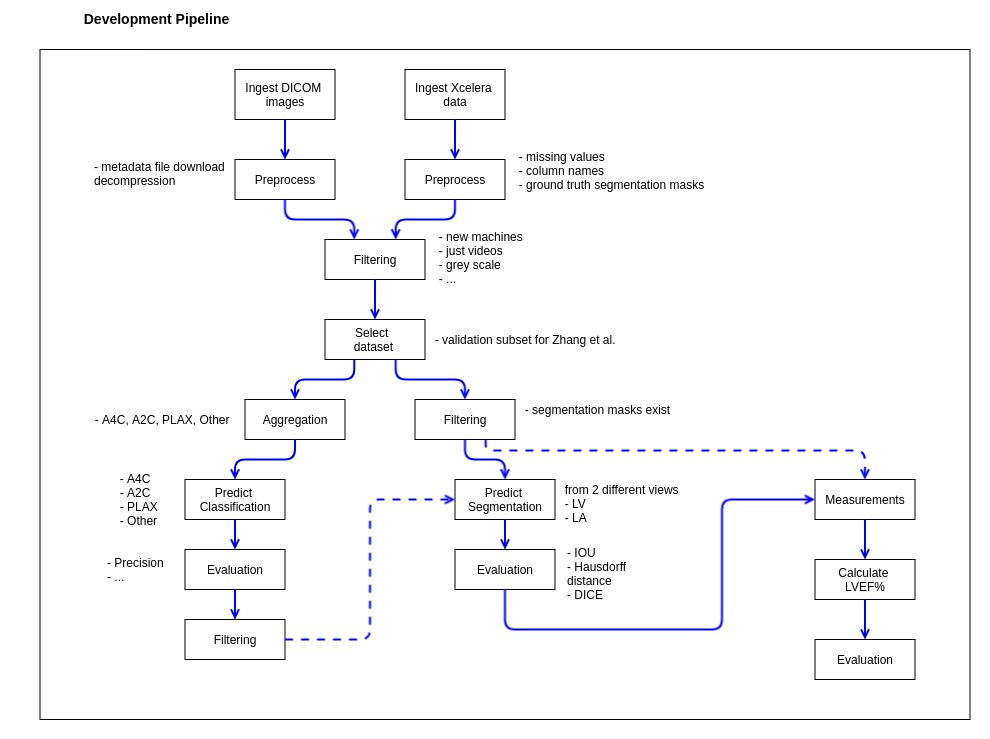 Development Pipeline
Ingest DICOM
images
Ingest Xcelera
data
- metadata file download
decompression
Preprocess
Preprocess
- missing values
- column names
- ground truth segmentation masks
Filtering
- new machines
- just videos
- grey scale
- ...
Select
dataset
- validation subset for Zhang et al.
- A4C, A2C, PLAX, Other
Aggregation
Filtering
- segmentation masks exist
- A4C
- A2C
- PLAX
- Other
Predict
Classification
Predict
Segmentation
from 2 different views
- LV
- LA
Measurements
- Precision
- ...
Evaluation
Evaluation
- IOU
- Hausdorff
distance
- DICE
Calculate
LVEF%
Filtering
Evaluation